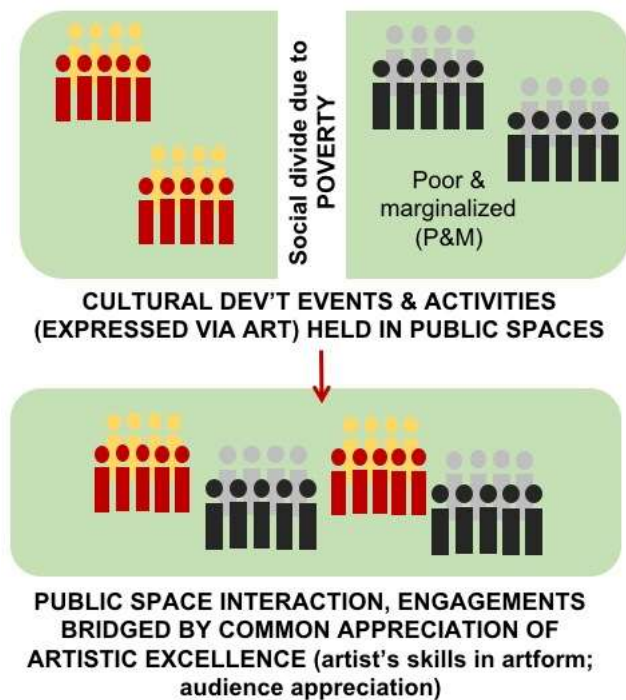 Social divide due to
POVERTY
Poor &
marginalized
(P&M)
CULTURAL DEV'T EVENTS & ACTIVITIES
(EXPRESSED VIA ART) HELD IN PUBLIC SPACES
PUBLIC SPACE INTERACTION, ENGAGEMENTS
BRIDGED BY COMMON APPRECIATION OF
ARTISTIC EXCELLENCE (artist's skills in artform;
audience appreciation)